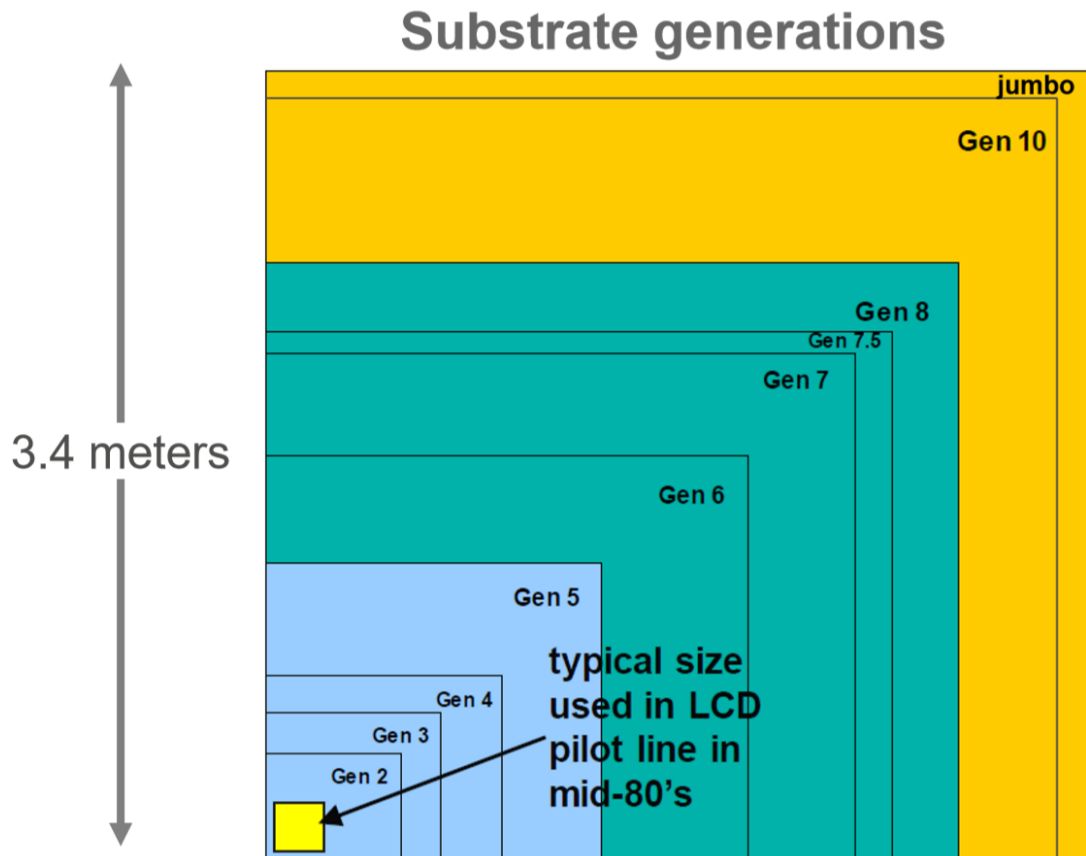 Substrate generations
jumbo
Gen 10
Gen 8
Gen 7.5
Gen 7
3.4 meters
Gen 6
Gen 5
typical size
used in LCD
pilot line in
mid-80's
Gen 4
Gen 3
Gen 2